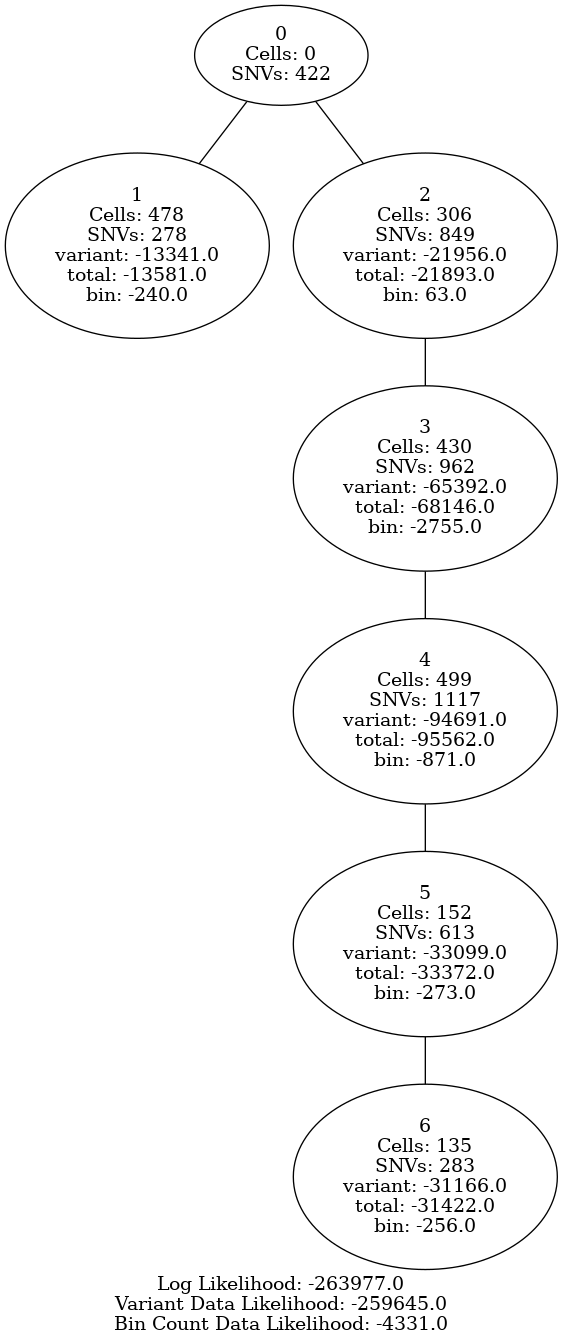 0
Cells: 0
SNVs: 422
1
Cells: 478
SNVs: 278
variant: -13341.0
total: -13581.0
bin: -240.0
2
Cells: 306
SNVs: 849
variant: -21956.0
total: -21893.0
bin: 63.0
3
Cells: 430
SNVs: 962
variant: -65392.0
total: -68146.0
bin: -2755.0
4
Cells: 499
SNVs: 1117
variant: -94691.0
total: -95562.0
bin: -871.0
5
Cells: 152
SNVs: 613
variant: -33099.0
total: -33372.0
bin: -273.0
6
Cells: 135
SNVs: 283
variant: -31166.0
total: -31422.0
bin: -256.0
Log Likelihood: -263977.0
Variant Data Likelihood: -259645.0
Bin Count Data Likelihood: -4331.0